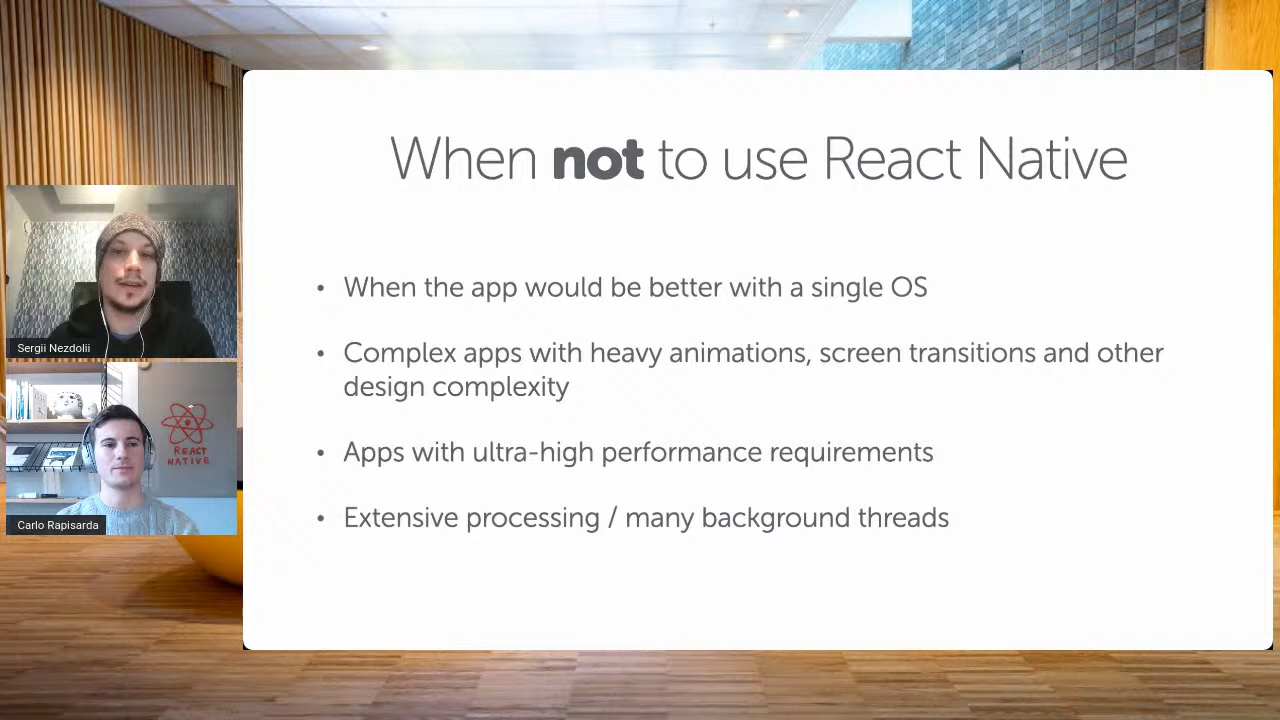 When not to use React Native
• When the app would be better with a single OS
• Complex apps with heavy animations, screen transitions and other
design complexity
• Apps with ultra-high performance requirements
• Extensive processing / many background threads
Sergii Nezdolii
REACT
NATIVE
Carlo Rapisarda